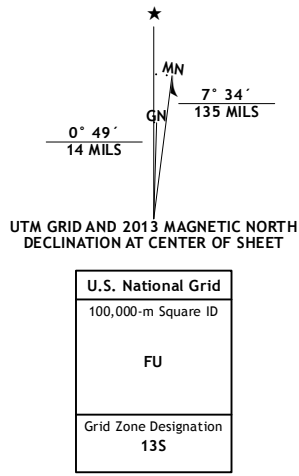 ★
MN
GN
7° 34´
135 MILS
0° 49´
14 MILS
UTM GRID AND 2013 MAGNETIC NORTH
DECLINATION AT CENTER OF SHEET
U.S. National Grid
100,000-m Square ID
FU
Grid Zone Designation
13S